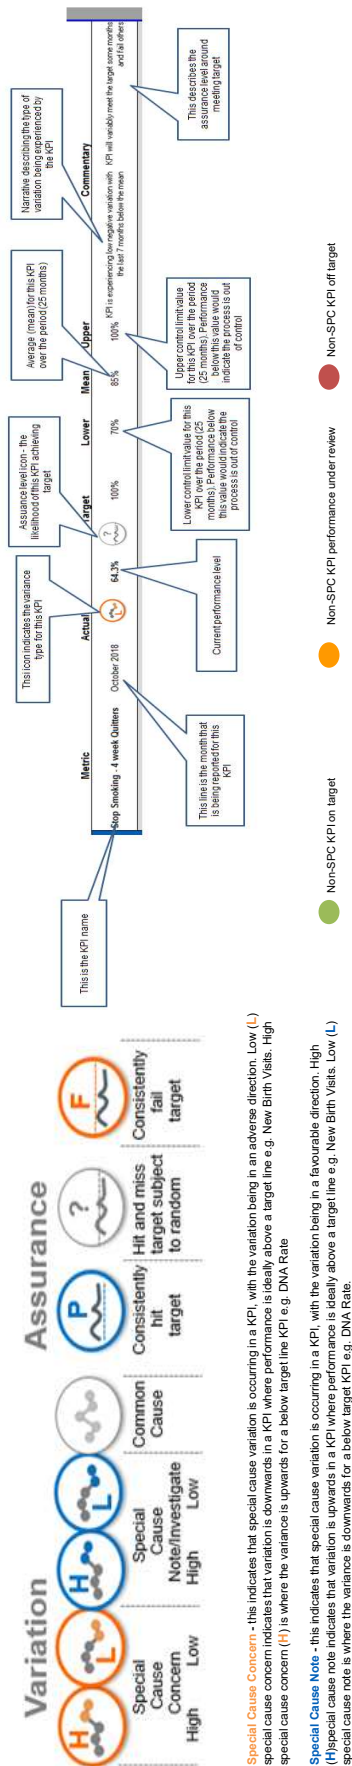 Variation
Assurance
H
L
H
L
P
?
F
Special
Cause
Concern
High
Low
Special
Cause
Note/Investigate
High
Low
Common
Cause
Consistently
hit
target
Hit and miss
target subject
to random
Consistently
fail
target
This is the KPI name
Thsi icon indicates the variance
type for this KPI
Assuance level icon - the
likelihood of this KPI achieving
target
Average (mean) for this KPI
over the period (25 months)
Narrative describing the type of
variation being experienced by
the KPI
Metric
Actual
Target
Lower
Mean
Upper
Commentary
Stop Smoking - 4 week Quitters
October 2018
L
64.3%
?
100%
70%
85%
100%
KPI is experiencing low negative variation with
the last 7 months below the mean
KPI will variably meet the target some months
and fail others
This line is the month that
is being reported for this
KPI
Current performance level
Lower control limit value for this
KPI over the period (25
months). Performance below
this value would indicate the
process is out of control
Upper control limit value
for this KPI over the period
(25 months). Performance
below this value would
indicate the process is out
of control
This describes the
assurance level around
meeting target
Special Cause Concern - this indicates that special cause variation is occurring in a KPI, with the variation being in an adverse direction. Low (L)
special cause concern indicates that variation is downwards in a KPI where performance is ideally above a target line e.g. New Birth Visits. High
special cause concern (H) is where the variance is upwards for a below target line KPI e.g. DNA Rate
Special Cause Note - this indicates that special cause variation is occurring in a KPI, with the variation being in a favourable direction. High
(H)special cause note indicates that variation is upwards in a KPI where performance is ideally above a target line e.g. New Birth Visits. Low (L)
special cause note is where the variance is downwards for a below target KPI e.g. DNA Rate.
Non-SPC KPI on target
Non-SPC KPI performance under review
Non-SPC KPI off target